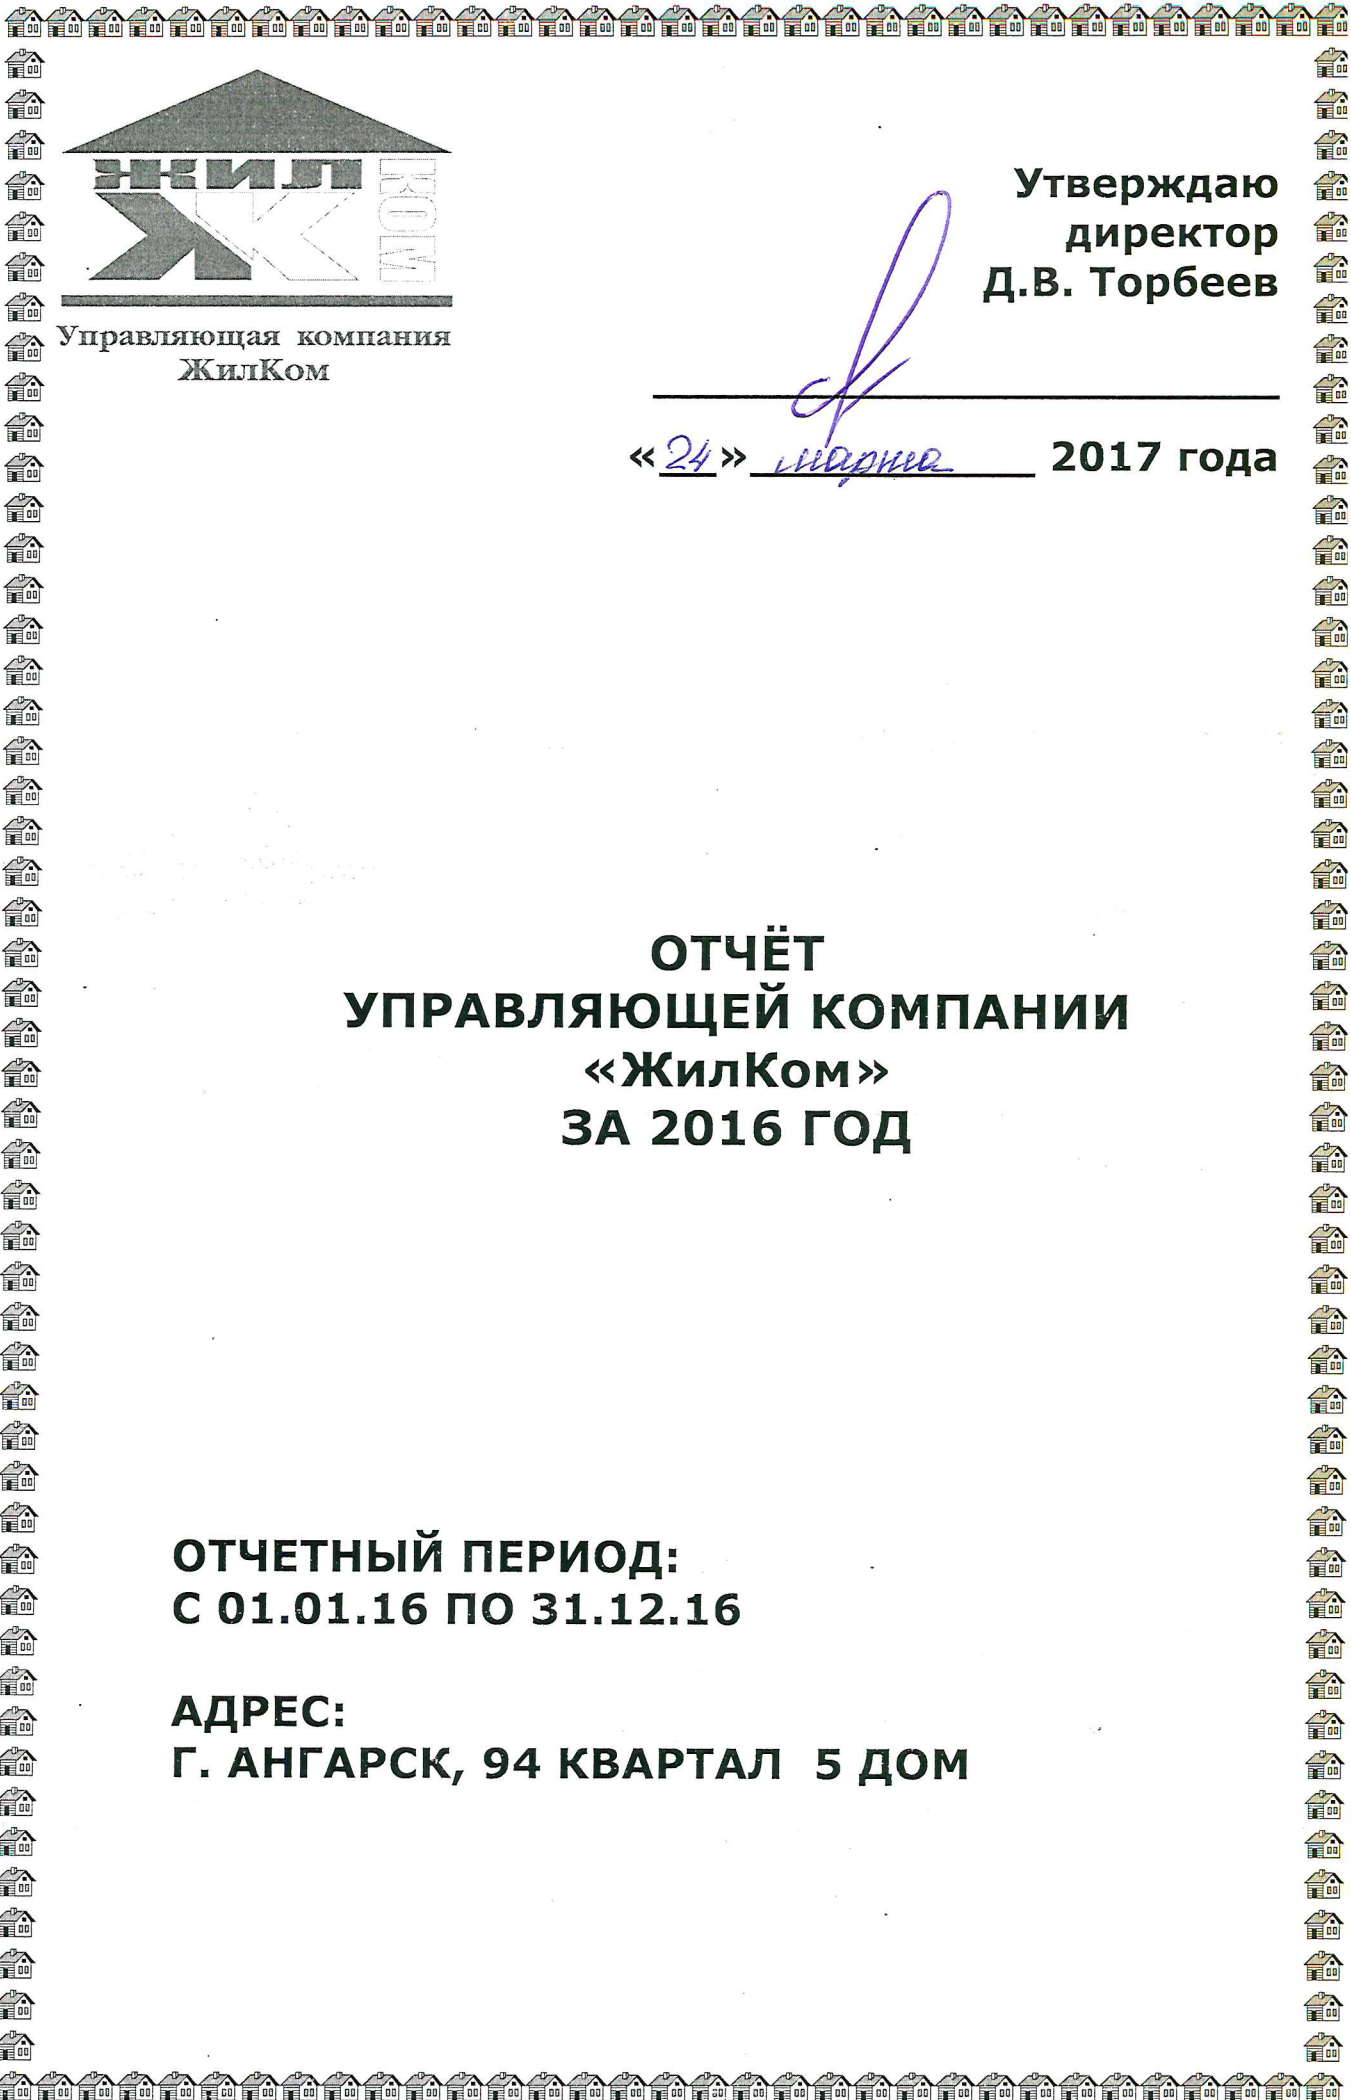 ЖИЛ
КОМ
ЖК
Управляющая компания
ЖилКом
Утверждаю
директор
Д.В. Торбеев
«24» марта 2017 года
ОТЧЁТ
УПРАВЛЯЮЩЕЙ КОМПАНИИ
«ЖилКом»
ЗА 2016 ГОД
ОТЧЕТНЫЙ ПЕРИОД:
С 01.01.16 ПО 31.12.16
АДРЕС:
Г. АНГАРСК, 94 КВАРТАЛ 5 ДОМ